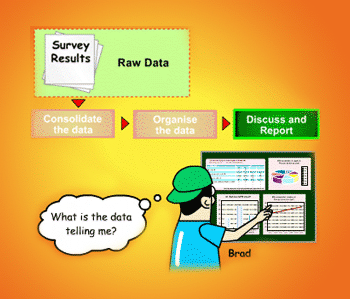 Survey
Results
Raw Data
Consolidate
the data
Organise
the data
Discuss and
Report
What is the data
telling me?
Brad